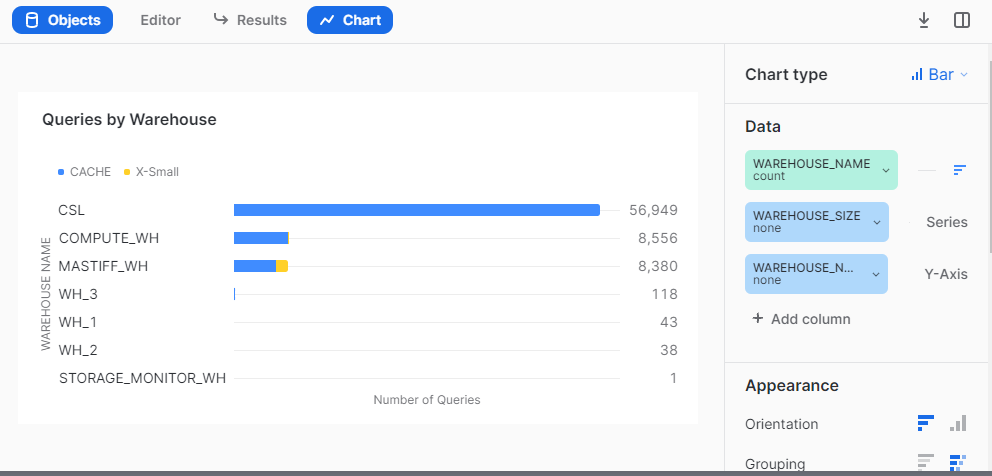 Objects Editor Results Chart
Queries by Warehouse
CACHE X-Small
WAREHOUSE NAME
CSL 56,949
COMPUTE_WH 8,556
MASTIFF_WH 8,380
WH_3 118
WH_1 43
WH_2 38
STORAGE_MONITOR_WH 1
Number of Queries
Chart type Bar
Data
WAREHOUSE_NAME
count
WAREHOUSE_SIZE
none
Series
WAREHOUSE_N...
none
Y-Axis
+ Add column
Appearance
Orientation
Grouping